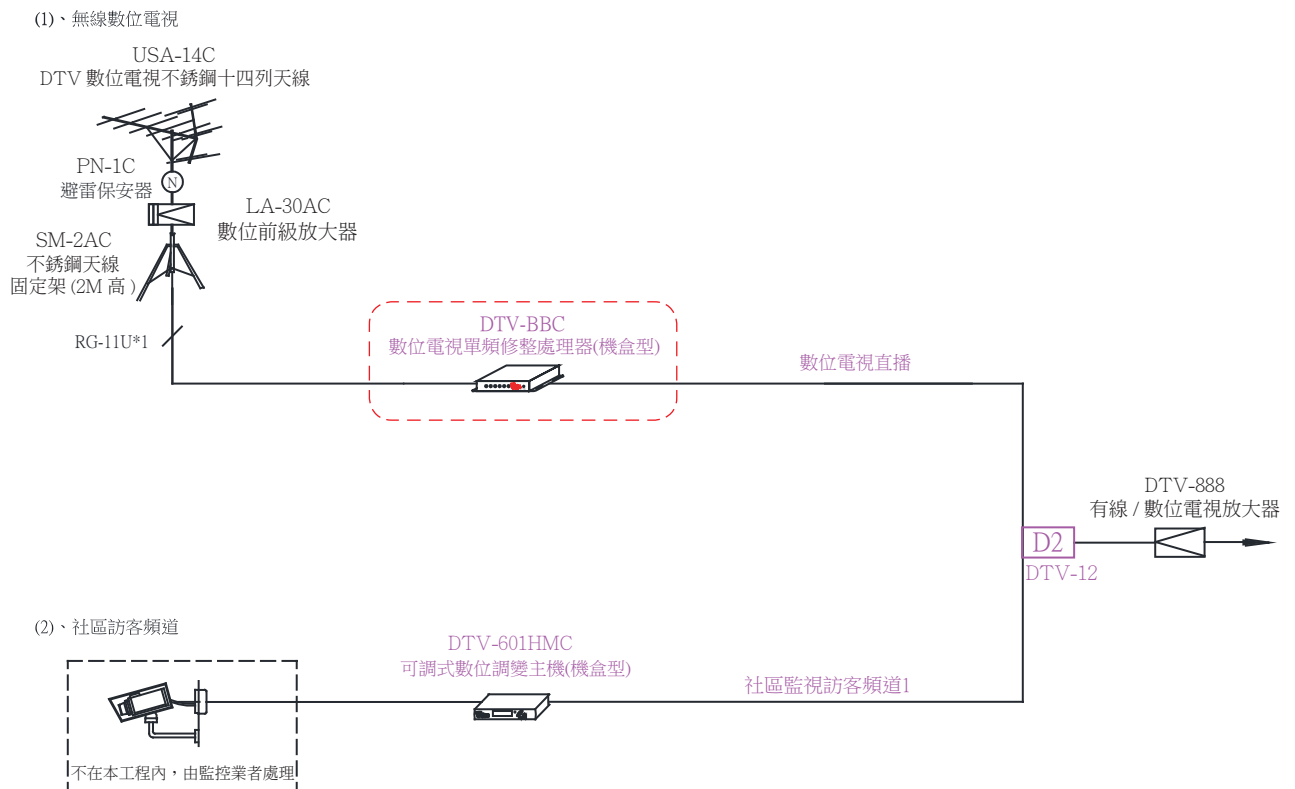 (1)、無線數位電視
USA-14C
DTV 數位電視不銹鋼十四列天線
PN-1C
避雷保安器
N
LA-30AC
數位前級放大器
SM-2AC
不銹鋼天線
固定架 (2M 高 )
RG-11U*1
DTV-BBC
數位電視單頻修整處理器(機盒型)
數位電視直播
DTV-888
有線 / 數位電視放大器
D2
DTV-12
(2)、社區訪客頻道
DTV-601HMC
可調式數位調變主機(機盒型)
社區監視訪客頻道1
不在本工程內，由監控業者處理